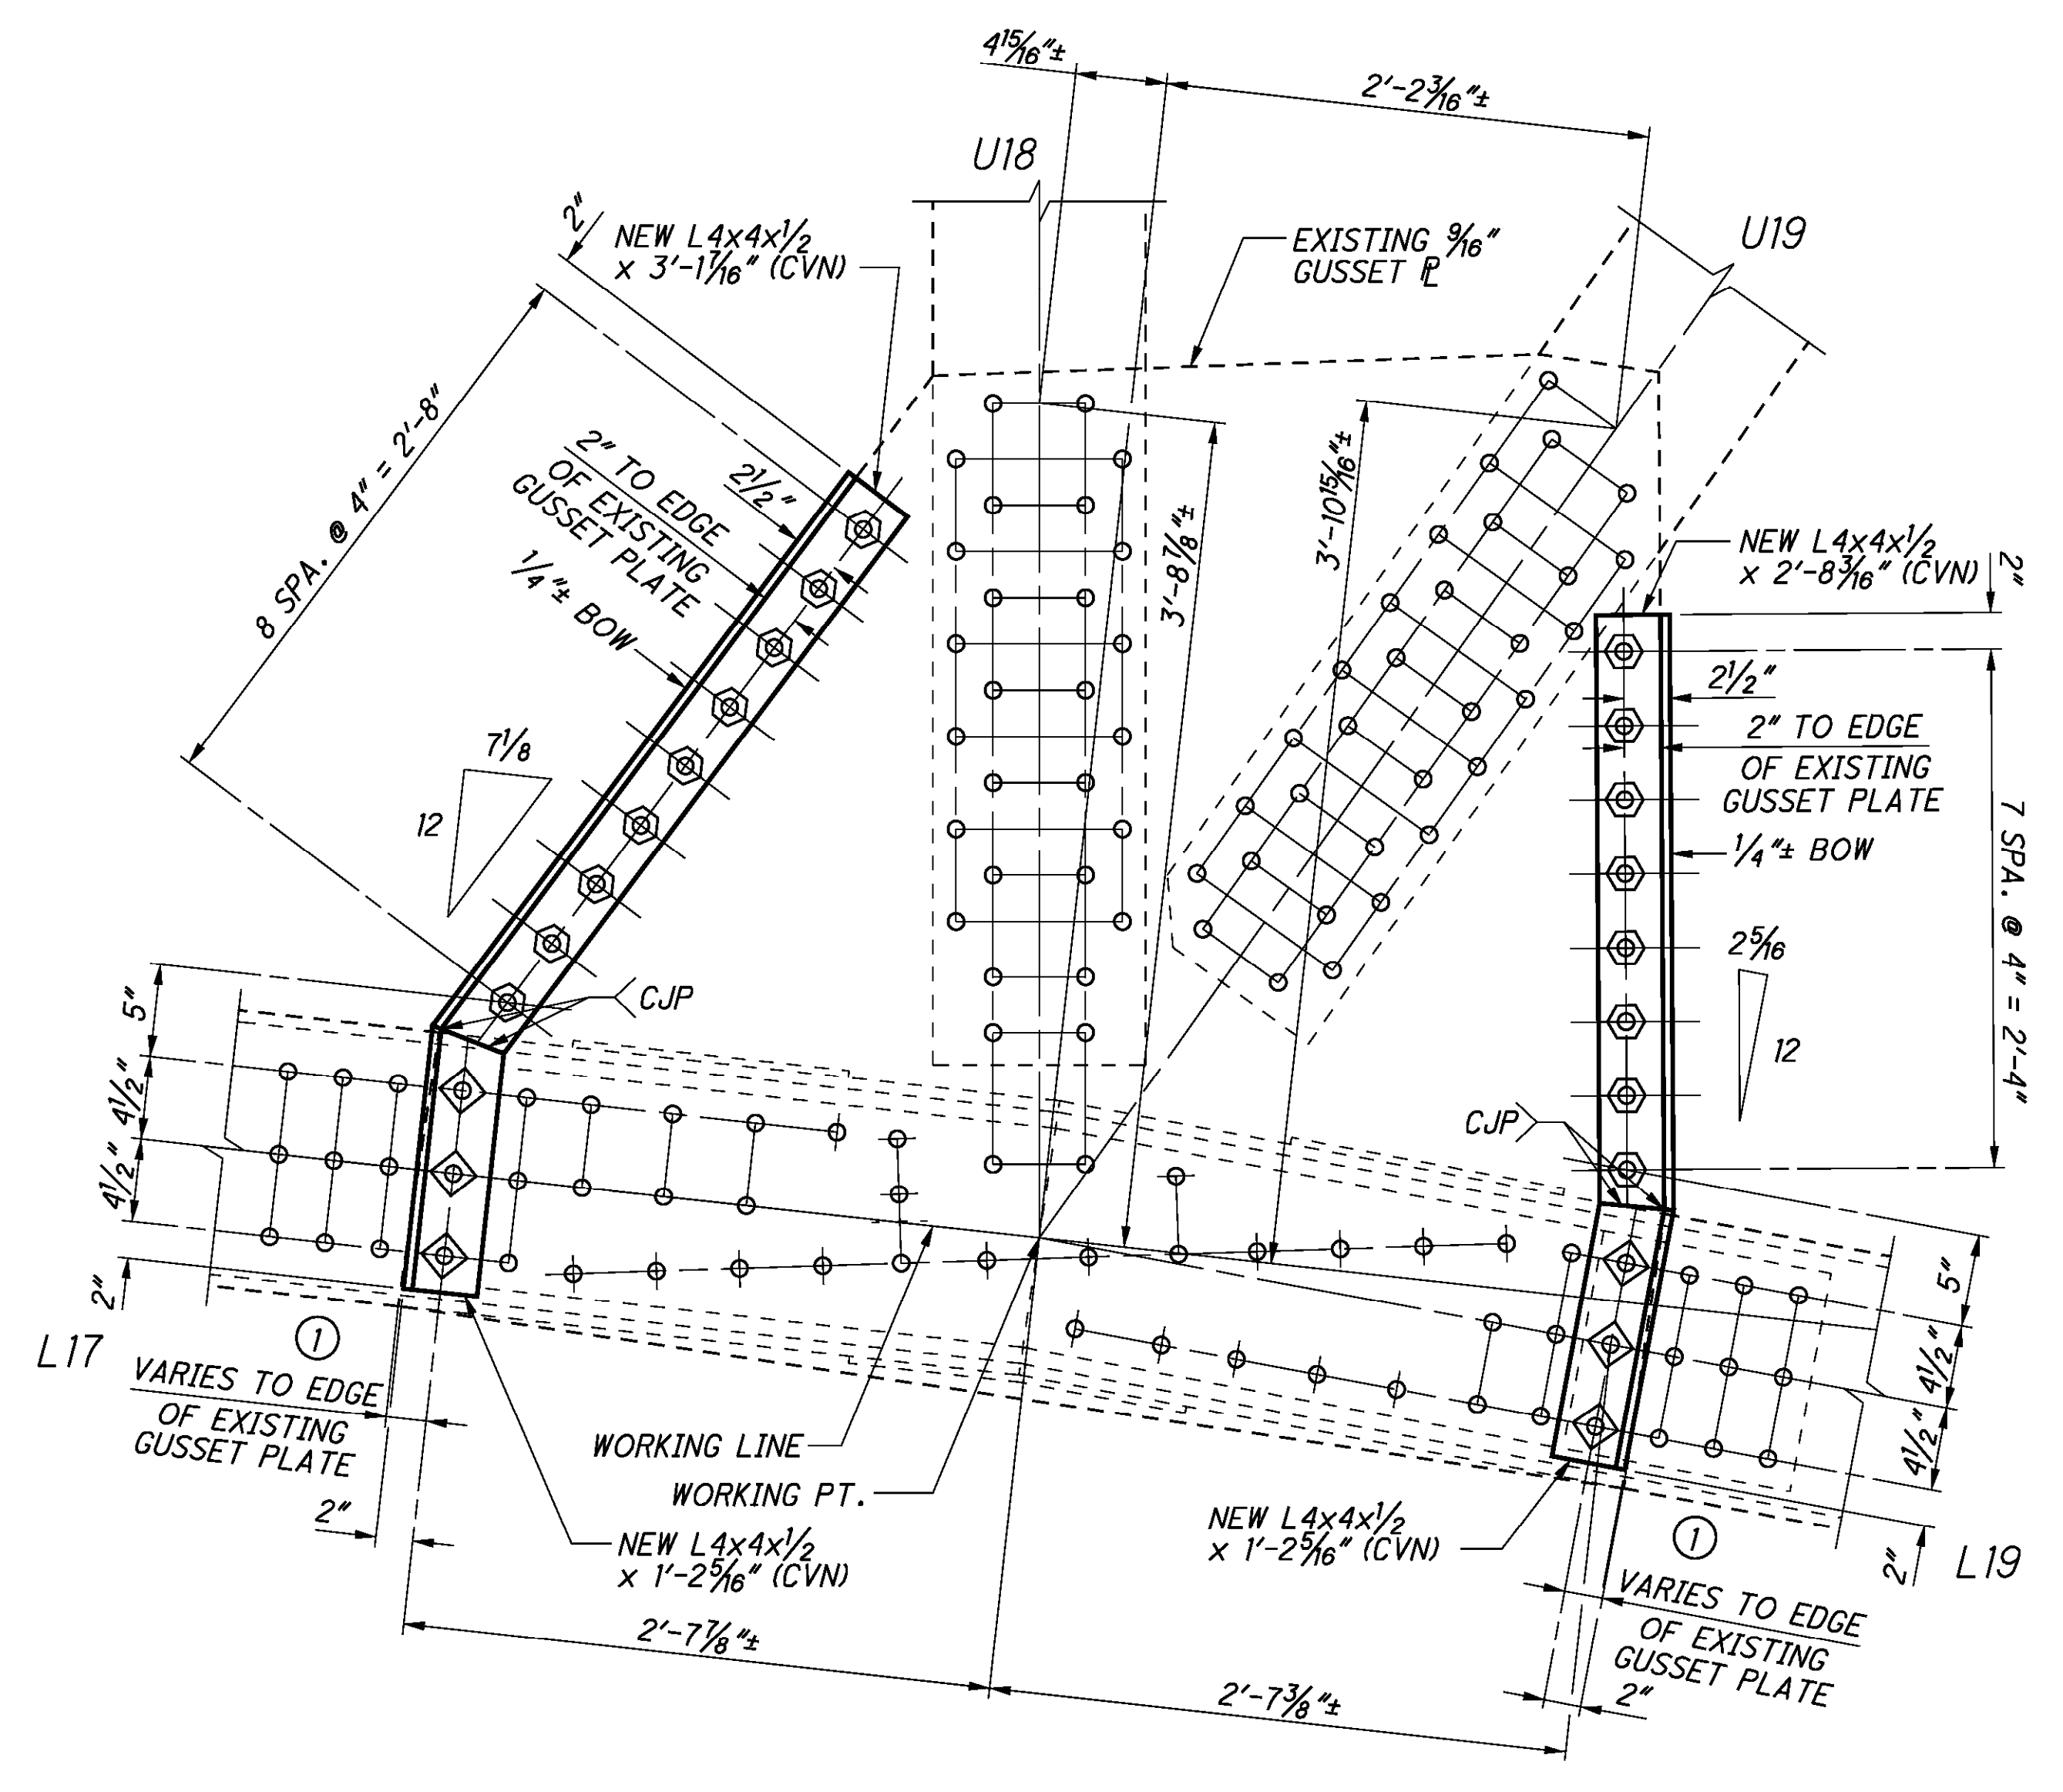 4 15/16"±
2'-2 3/16"±
U18
U19
2"
NEW L4x4x1/2
x 3'-1 7/16" (CVN)
EXISTING 9/16"
GUSSET ℄
8 SPA. @ 4" = 2'-8"
2" TO EDGE
OF EXISTING
GUSSET PLATE
2 1/2"
1/4"± BOW
3'-8 7/8"±
3'-10 15/16"±
NEW L4x4x1/2
x 2'-8 3/16" (CVN)
2"
2 1/2"
2" TO EDGE
OF EXISTING
GUSSET PLATE
1/4"± BOW
7 SPA. @ 4" = 2'-4"
7 1/8
12
2 5/16
12
CJP
CJP
5"
4 1/2"
4 1/2"
2"
5"
4 1/2"
4 1/2"
2"
L17
1
VARIES TO EDGE
OF EXISTING
GUSSET PLATE
2"
WORKING LINE
WORKING PT.
NEW L4x4x1/2
x 1'-2 5/16" (CVN)
NEW L4x4x1/2
x 1'-2 5/16" (CVN)
1
L19
VARIES TO EDGE
OF EXISTING
GUSSET PLATE
2"
2'-7 7/8"±
2'-7 3/8"±